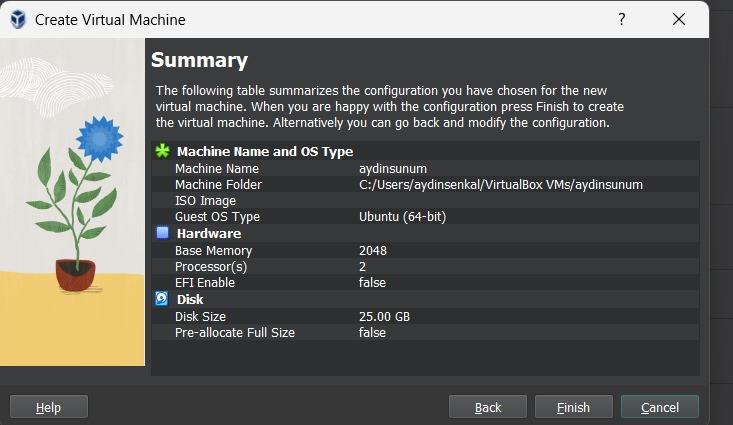 Create Virtual Machine
?
Summary
The following table summarizes the configuration you have chosen for the new
virtual machine. When you are happy with the configuration press Finish to create
the virtual machine. Alternatively you can go back and modify the configuration.
Machine Name and OS Type
Machine Name aydinsunum
Machine Folder C:/Users/aydinsenkal/VirtualBox VMs/aydinsunum
ISO Image
Guest OS Type Ubuntu (64-bit)
Hardware
Base Memory 2048
Processor(s) 2
EFI Enable false
Disk
Disk Size 25.00 GB
Pre-allocate Full Size false
Help Back Finish Cancel